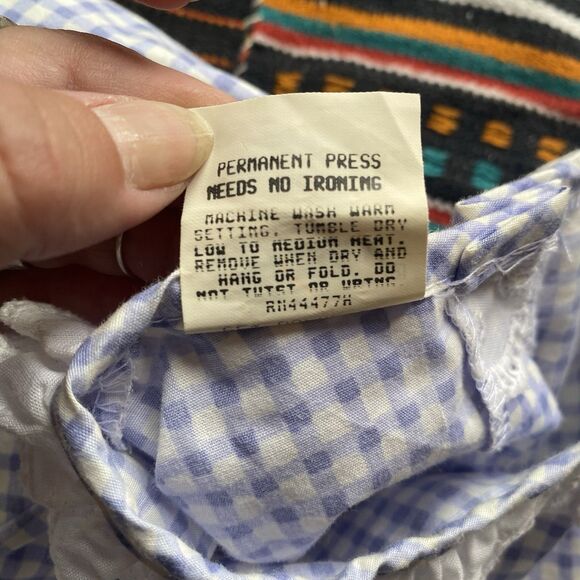 PERMANENT PRESS
NEEDS NO IRONING
MACHINE WASH WARM
SETTING. TUMBLE DRY
LOW TO MEDIUM HEAT.
REMOVE WHEN DRY AND
HANG OR FOLD. DO
NOT TWIST OR WRING.
RN44477H